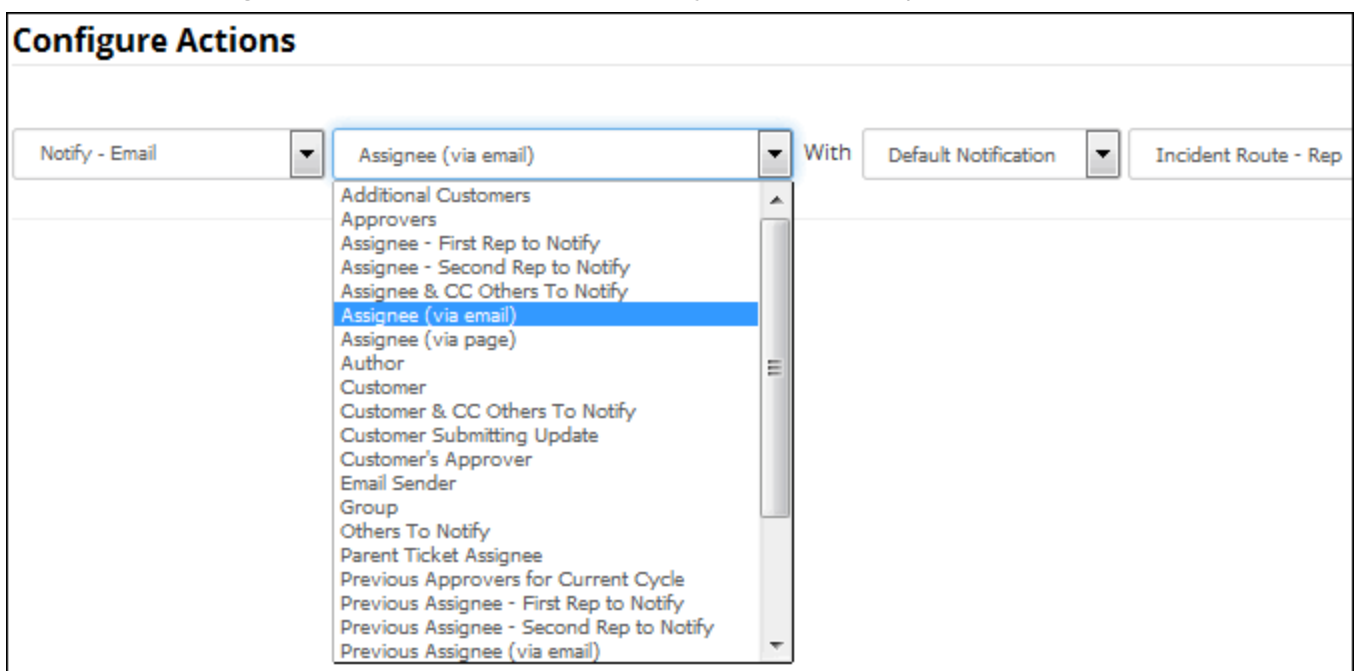 Configure Actions
Notify - Email Assignee (via email) With Default Notification Incident Route - Rep
Additional Customers
Approvers
Assignee - First Rep to Notify
Assignee - Second Rep to Notify
Assignee & CC Others To Notify
Assignee (via email)
Assignee (via page)
Author
Customer
Customer & CC Others To Notify
Customer Submitting Update
Customer's Approver
Email Sender
Group
Others To Notify
Parent Ticket Assignee
Previous Approvers for Current Cycle
Previous Assignee - First Rep to Notify
Previous Assignee - Second Rep to Notify
Previous Assignee (via email)